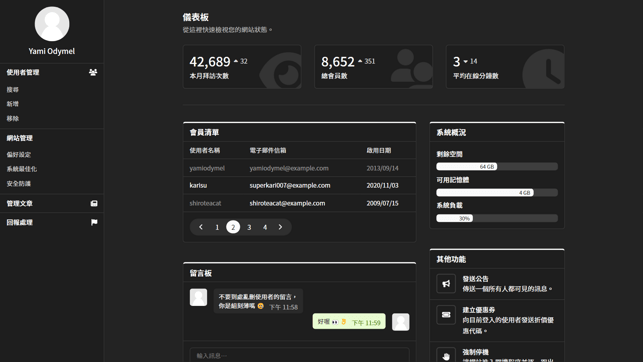 Yami Odymel
使用者管理
搜尋
新增
移除
網站管理
偏好設定
系統最佳化
安全防護
管理文章
回報處理
儀表板
從這裡快速檢視您的網站狀態。
42,689 32
本月拜訪次數
8,652 351
總會員數
3 14
平均在線分鐘數
會員清單
使用者名稱 電子郵件信箱 啟用日期
yamiodymel yamiodymel@example.com 2013/09/14
karisu superkarI007@example.com 2020/11/03
shiroteacat shiroteacat@example.com 2009/07/15
1 2 3 4
留言板
不要到處亂刪使用者的留言，
你是組刻薄嗎 😠 下午 11:58
好喔 👀 👌 下午 11:59
輸入訊息…
系統概況
剩餘空間
64 GB
可用記憶體
4 GB
系統負載
30%
其他功能
發送公告
傳送一個所有人都可見的訊息。
建立優惠券
向目前登入的使用者發送折價優
惠代碼。
強制停機